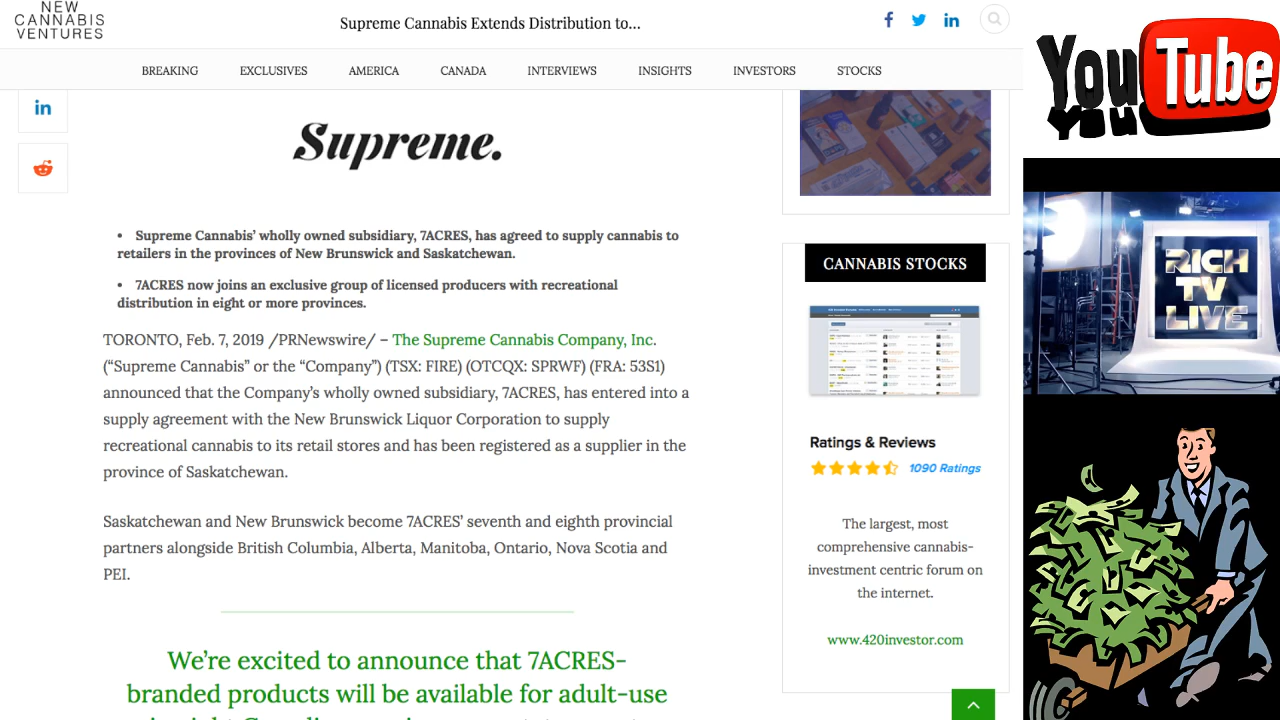 NEW
CANNABIS
VENTURES
Supreme Cannabis Extends Distribution to...
BREAKING EXCLUSIVES AMERICA CANADA INTERVIEWS INSIGHTS INVESTORS STOCKS
Supreme.
• Supreme Cannabis’ wholly owned subsidiary, 7ACRES, has agreed to supply cannabis to
retailers in the provinces of New Brunswick and Saskatchewan.
• 7ACRES now joins an exclusive group of licensed producers with recreational
distribution in eight or more provinces.
TORONTO, Feb. 7, 2019 /PRNewswire/ – The Supreme Cannabis Company, Inc.
(“Supreme Cannabis” or the “Company”) (TSX: FIRE) (OTCQX: SPRWF) (FRA: 53S1)
announced that the Company’s wholly owned subsidiary, 7ACRES, has entered into a
supply agreement with the New Brunswick Liquor Corporation to supply
recreational cannabis to its retail stores and has been registered as a supplier in the
province of Saskatchewan.
Saskatchewan and New Brunswick become 7ACRES’ seventh and eighth provincial
partners alongside British Columbia, Alberta, Manitoba, Ontario, Nova Scotia and
PEI.
We’re excited to announce that 7ACRES-
branded products will be available for adult-use
CANNABIS STOCKS
Ratings & Reviews
1090 Ratings
The largest, most
comprehensive cannabis-
investment centric forum on
the internet.
www.420investor.com
YouTube
RICH
TV
LIVE